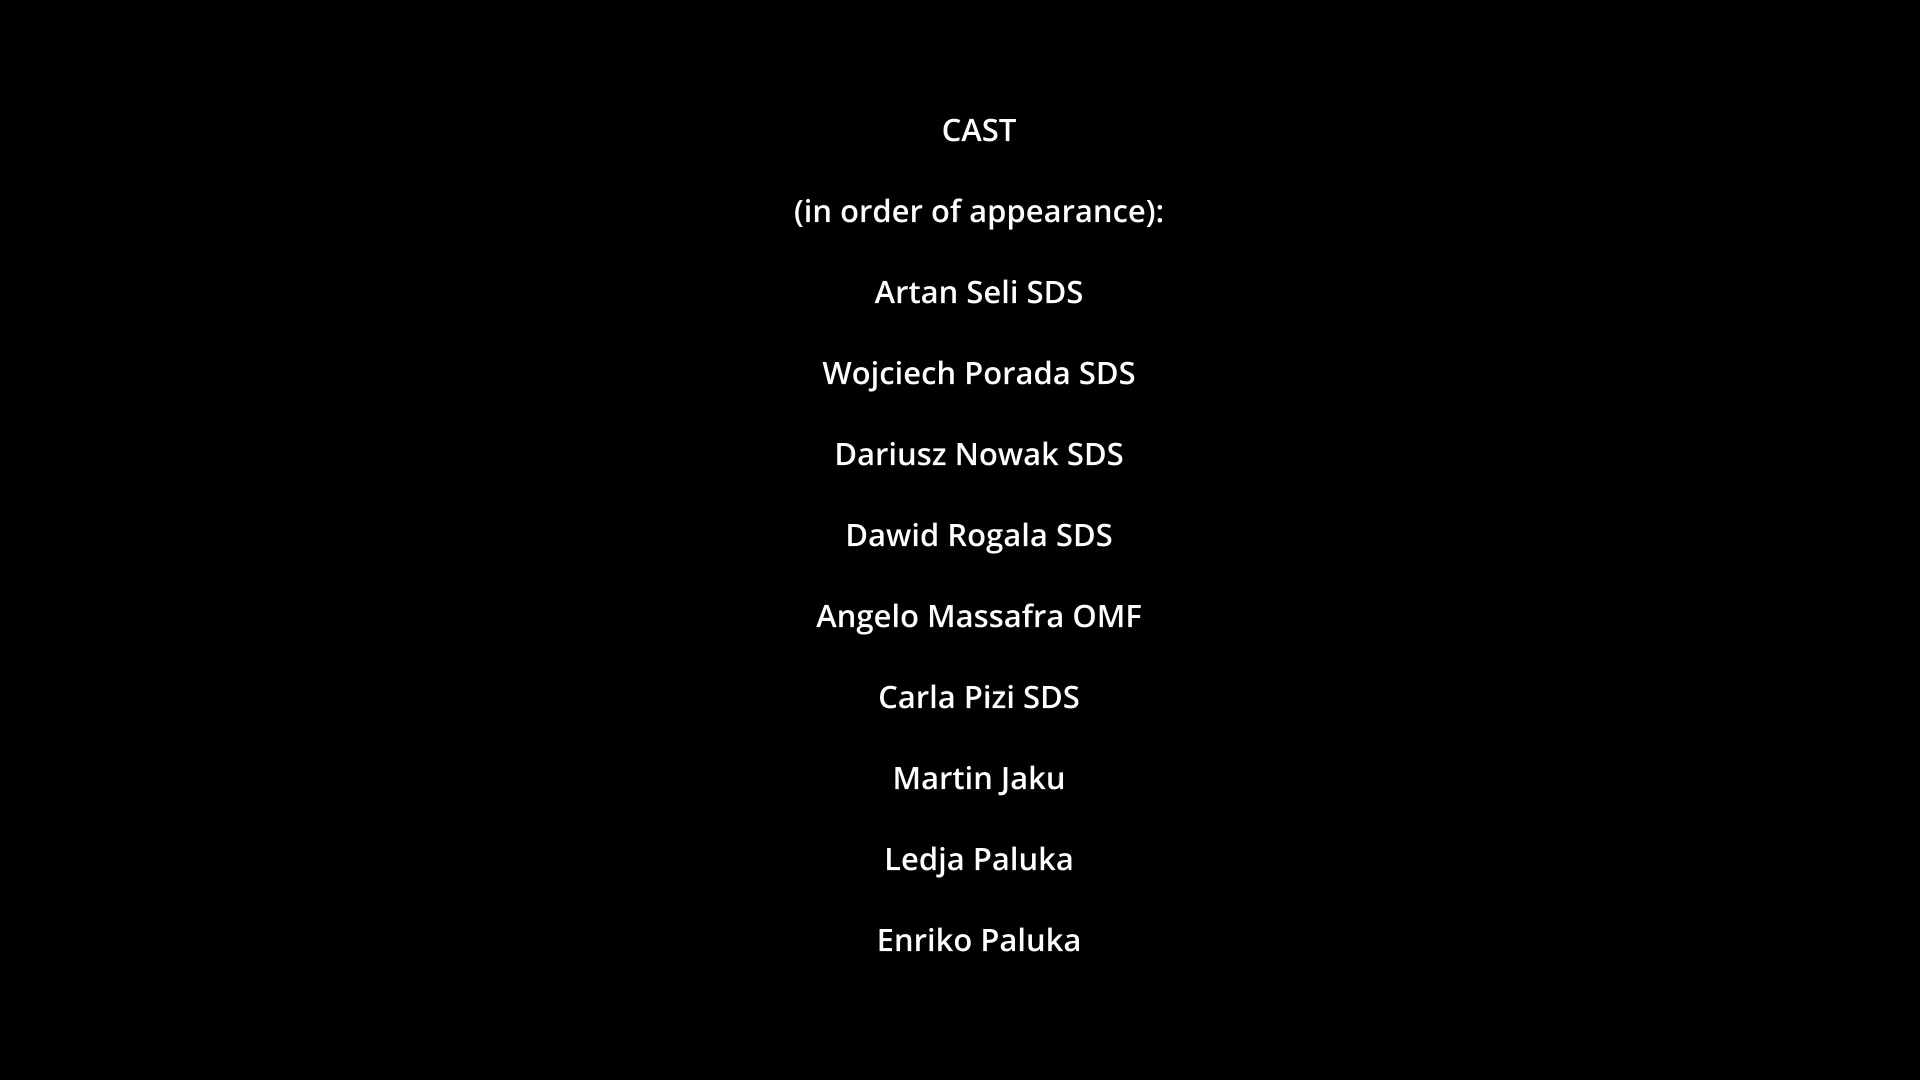 CAST
(in order of appearance):
Artan Seli SDS
Wojciech Porada SDS
Dariusz Nowak SDS
Dawid Rogala SDS
Angelo Massafra OMF
Carla Pizi SDS
Martin Jaku
Ledja Paluka
Enriko Paluka